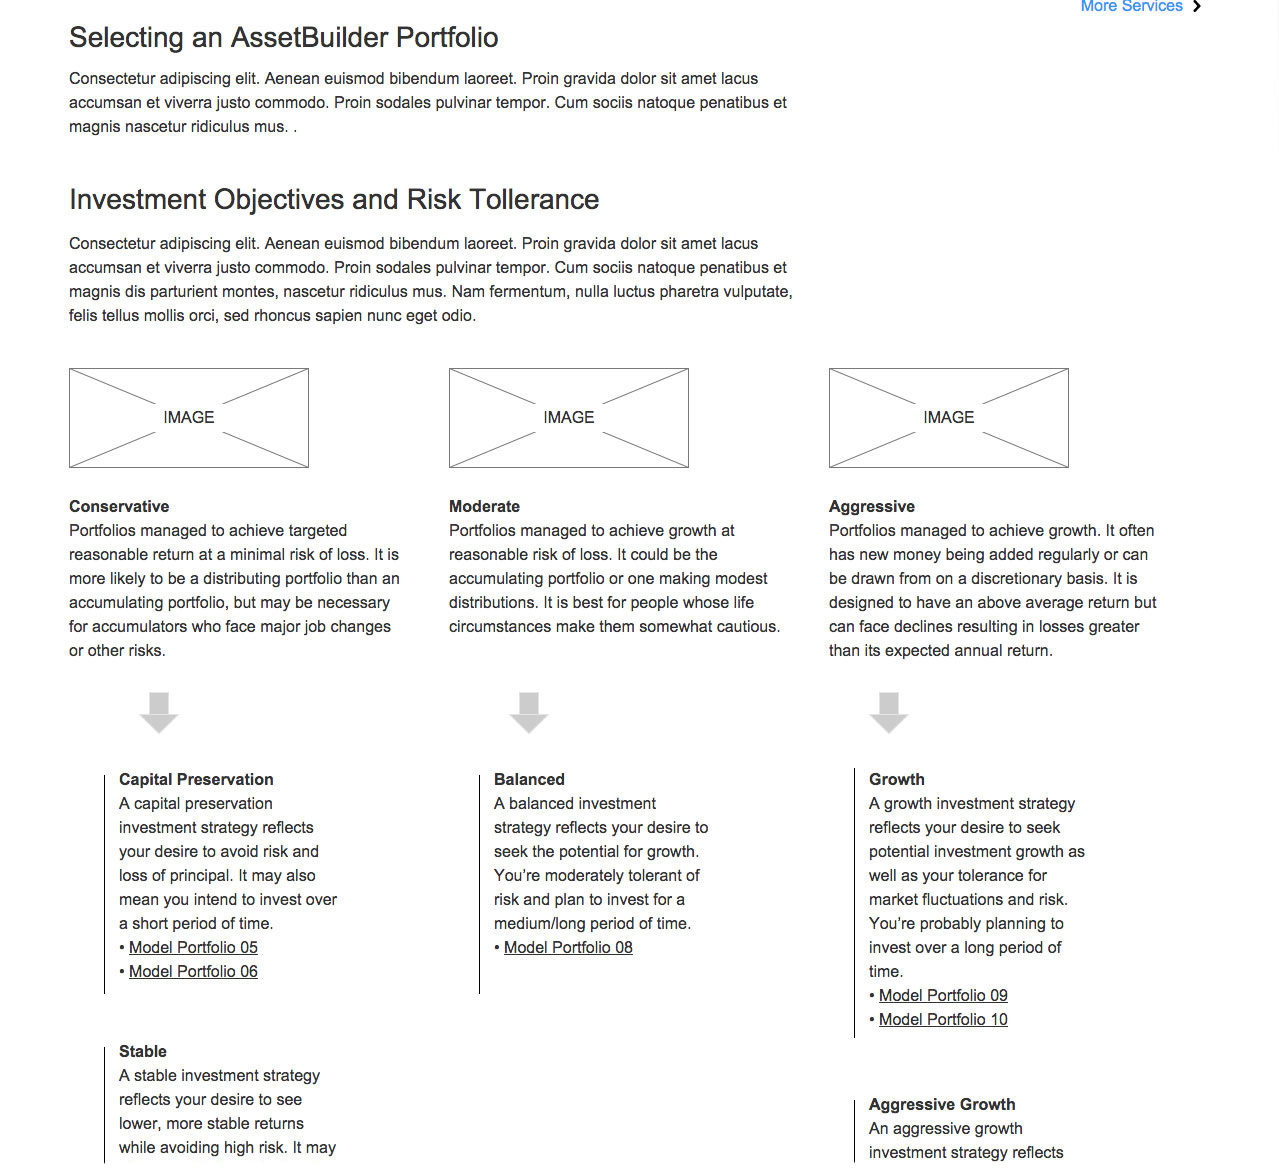 More Services
Selecting an AssetBuilder Portfolio
Consectetur adipiscing elit. Aenean euismod bibendum laoreet. Proin gravida dolor sit amet lacus
accumsan et viverra justo commodo. Proin sodales pulvinar tempor. Cum sociis natoque penatibus et
magnis nascetur ridiculus mus. .
Investment Objectives and Risk Tollerance
Consectetur adipiscing elit. Aenean euismod bibendum laoreet. Proin gravida dolor sit amet lacus
accumsan et viverra justo commodo. Proin sodales pulvinar tempor. Cum sociis natoque penatibus et
magnis dis parturient montes, nascetur ridiculus mus. Nam fermentum, nulla luctus pharetra vulputate,
felis tellus mollis orci, sed rhoncus sapien nunc eget odio.
IMAGE
Conservative
Portfolios managed to achieve targeted
reasonable return at a minimal risk of loss. It is
more likely to be a distributing portfolio than an
accumulating portfolio, but may be necessary
for accumulators who face major job changes
or other risks.
IMAGE
Moderate
Portfolios managed to achieve growth at
reasonable risk of loss. It could be the
accumulating portfolio or one making modest
distributions. It is best for people whose life
circumstances make them somewhat cautious.
IMAGE
Aggressive
Portfolios managed to achieve growth. It often
has new money being added regularly or can
be drawn from on a discretionary basis. It is
designed to have an above average return but
can face declines resulting in losses greater
than its expected annual return.
Capital Preservation
A capital preservation
investment strategy reflects
your desire to avoid risk and
loss of principal. It may also
mean you intend to invest over
a short period of time.
• Model Portfolio 05
• Model Portfolio 06
Stable
A stable investment strategy
reflects your desire to see
lower, more stable returns
while avoiding high risk. It may
Balanced
A balanced investment
strategy reflects your desire to
seek the potential for growth.
You’re moderately tolerant of
risk and plan to invest for a
medium/long period of time.
• Model Portfolio 08
Growth
A growth investment strategy
reflects your desire to seek
potential investment growth as
well as your tolerance for
market fluctuations and risk.
You’re probably planning to
invest over a long period of
time.
• Model Portfolio 09
• Model Portfolio 10
Aggressive Growth
An aggressive growth
investment strategy reflects